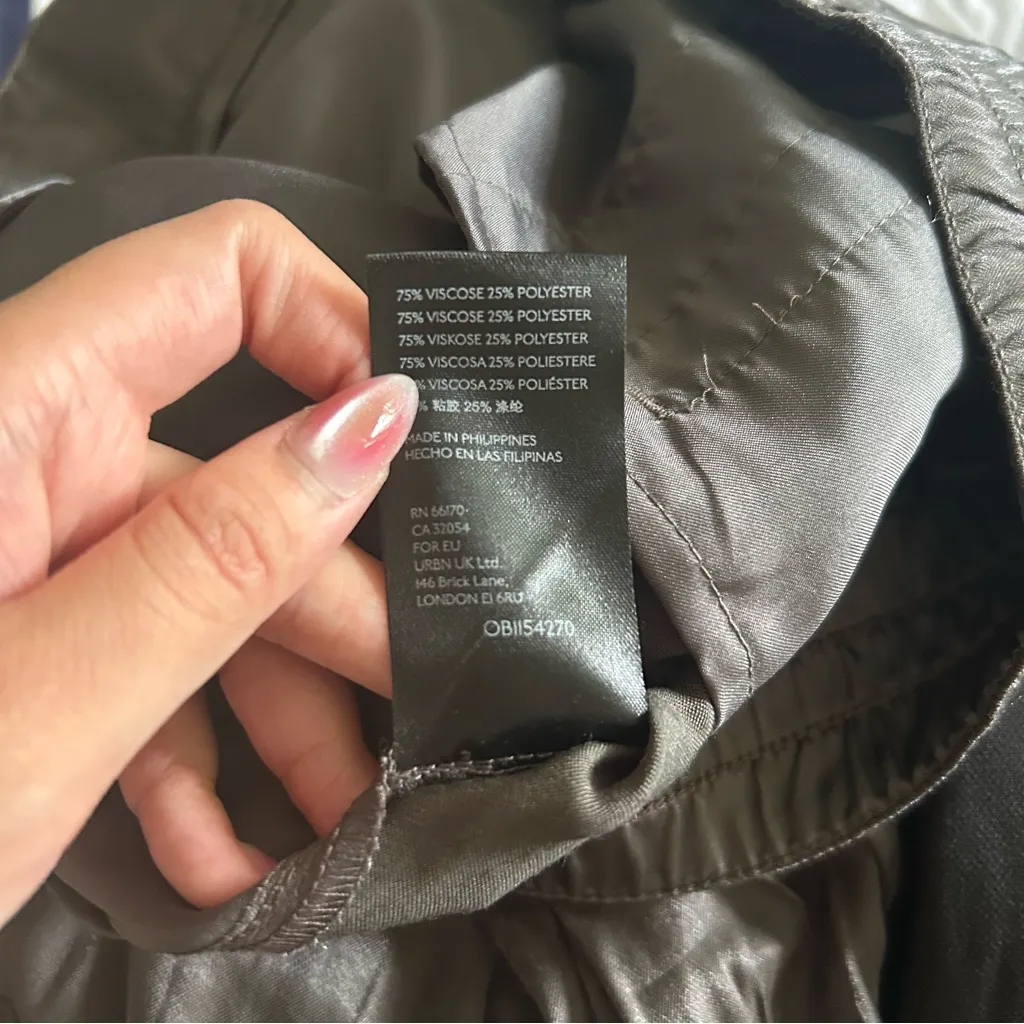 75% VISCOSE 25% POLYESTER
75% VISCOSE 25% POLYESTER
75% VISKOSE 25% POLYESTER
75% VISCOSA 25% POLIESTERE
% VISCOSA 25% POLIÉSTER
% 粘胶 25% 涤纶
MADE IN PHILIPPINES
HECHO EN LAS FILIPINAS
RN 66170
CA 32054
FOR EU
URBN UK Ltd.
146 Brick Lane,
LONDON E1 6RU
OB1154270